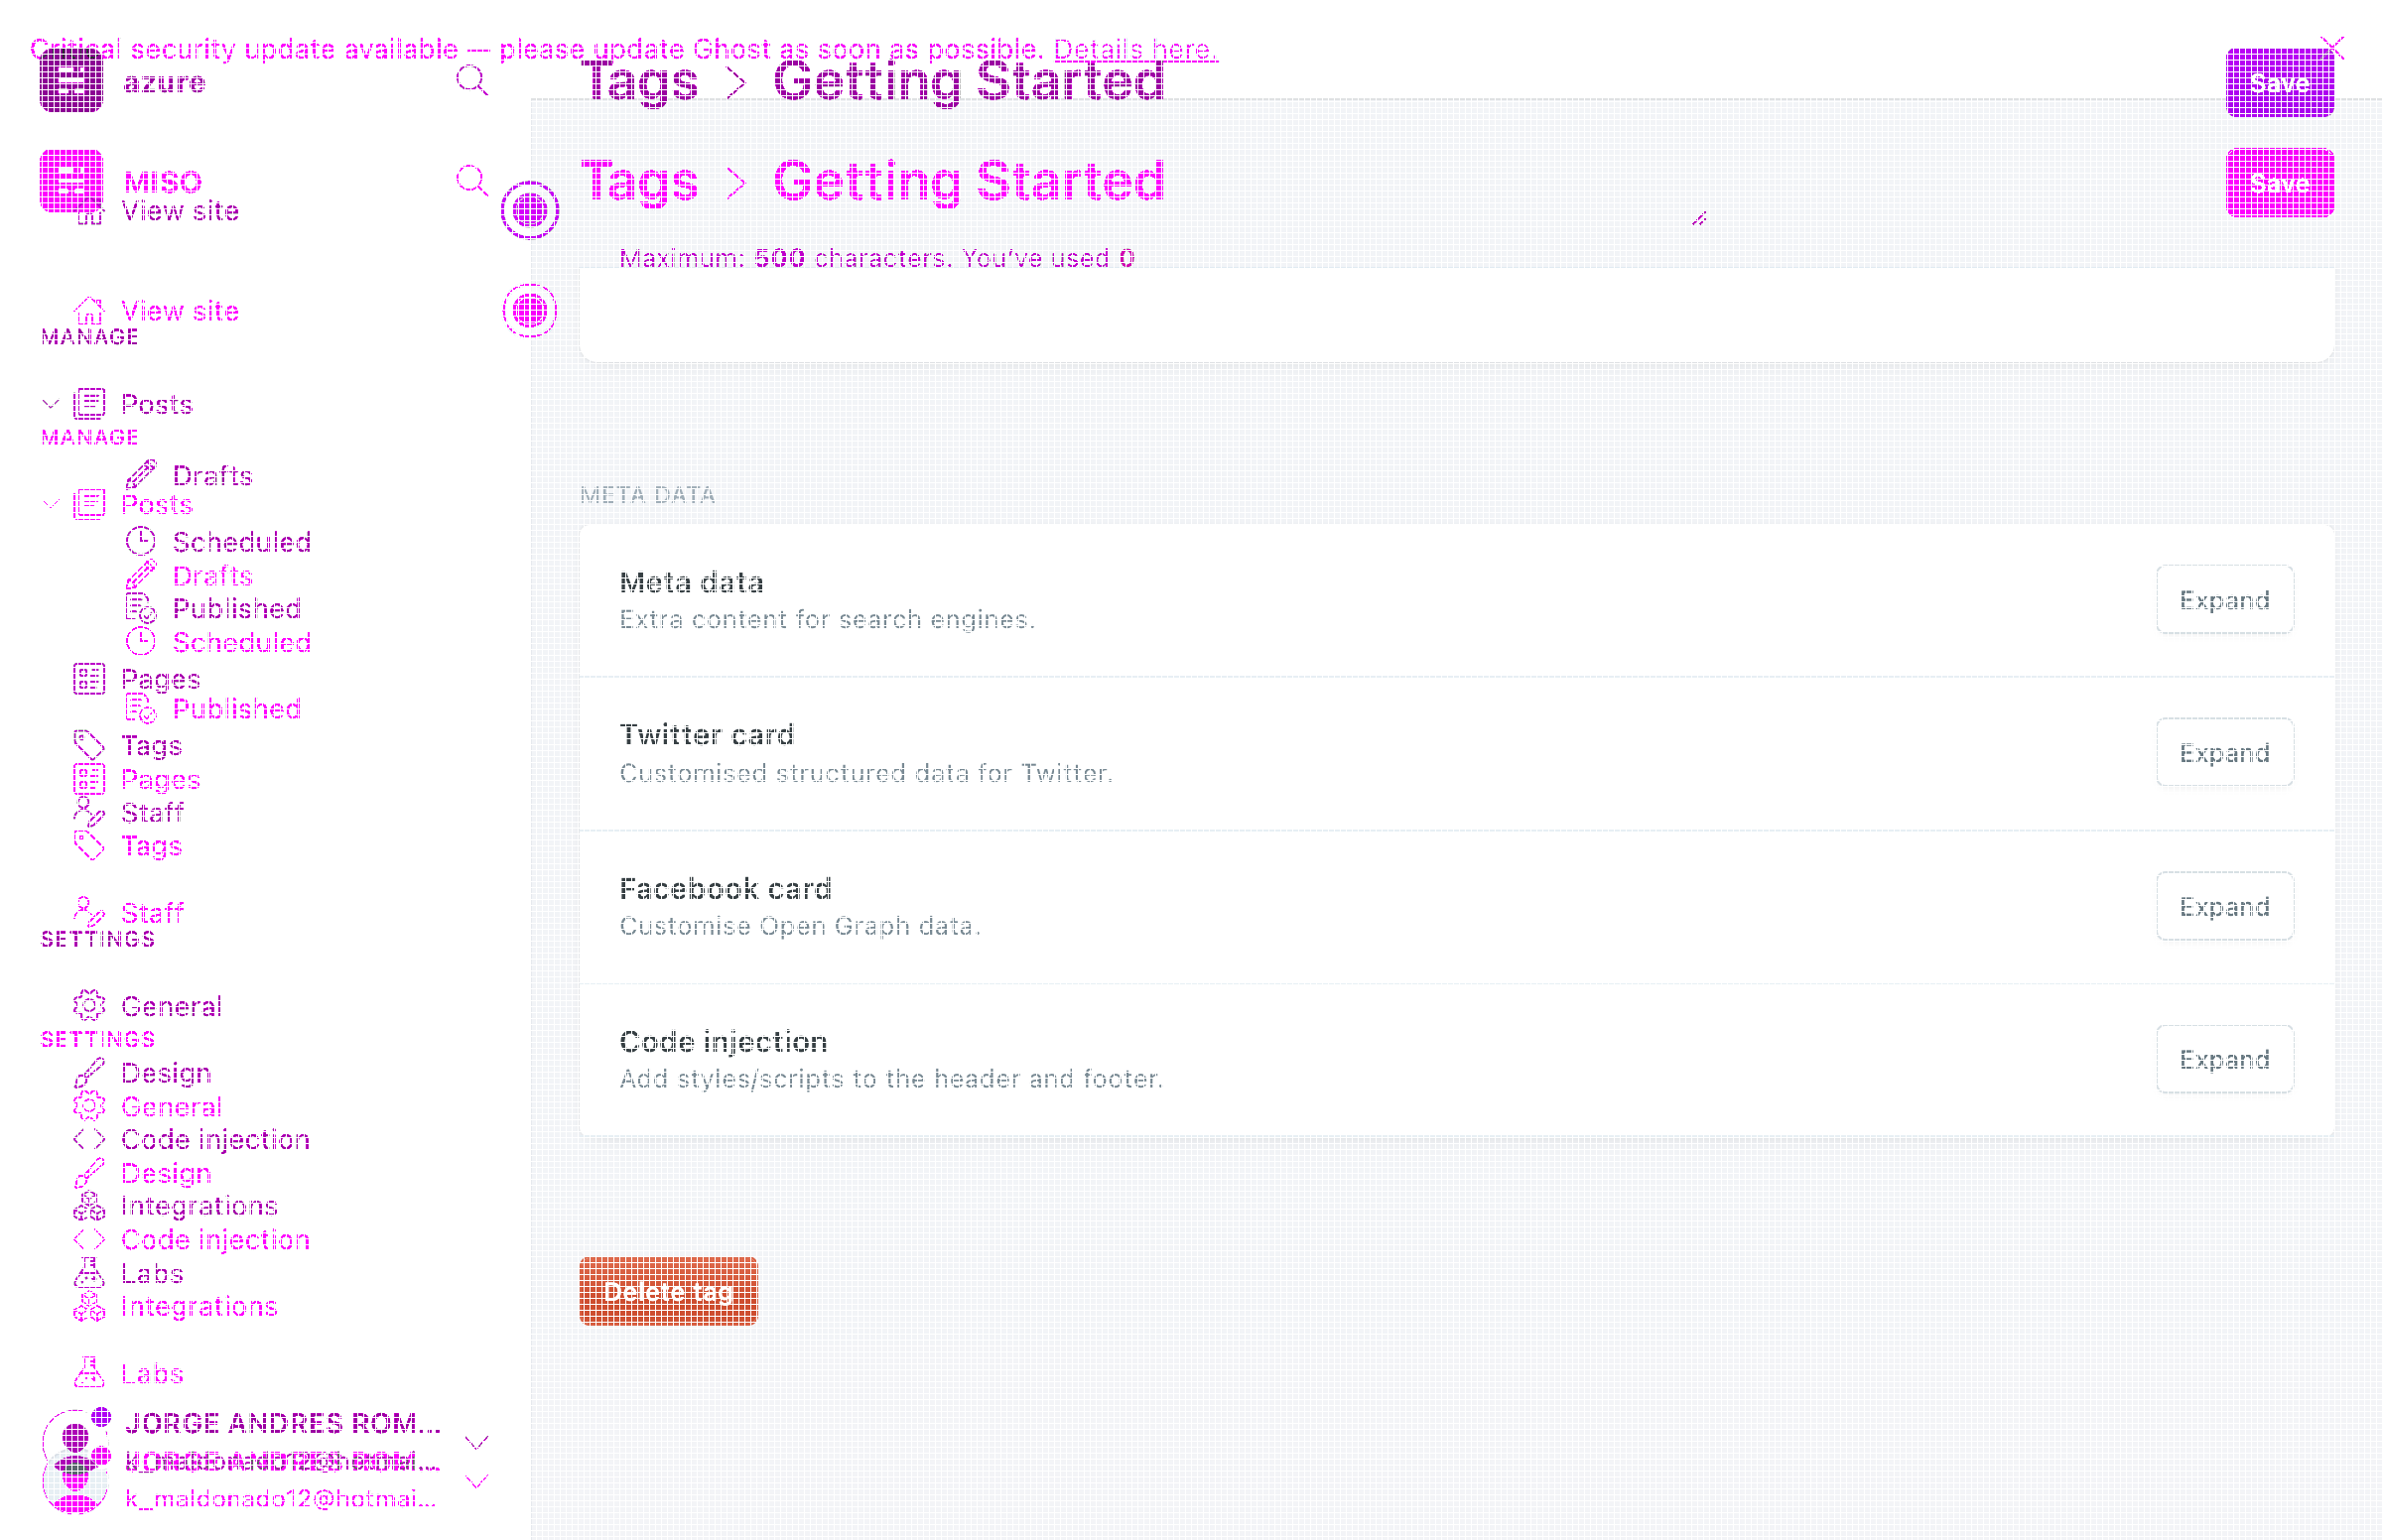 Critical security update available — please update Ghost as soon as possible. Details here.
azure
Tags > Getting Started
Save
MISO
Tags > Getting Started
Save
View site
Maximum: 500 characters. You've used 0
View site
MANAGE
Posts
MANAGE
Drafts
Posts
META DATA
Scheduled
Drafts
Meta data
Expand
Published
Extra content for search engines.
Scheduled
Pages
Published
Twitter card
Tags
Expand
Customised structured data for Twitter.
Pages
Staff
Tags
Facebook card
Expand
Staff
Customise Open Graph data.
SETTINGS
General
SETTINGS
Code injection
Expand
Design
Add styles/scripts to the header and footer.
General
Code injection
Design
Integrations
Code injection
Labs
Delete tag
Integrations
Labs
JORGE ANDRES ROM...
JORGE ANDRES ROM...
k_maldonado12@hotmai...